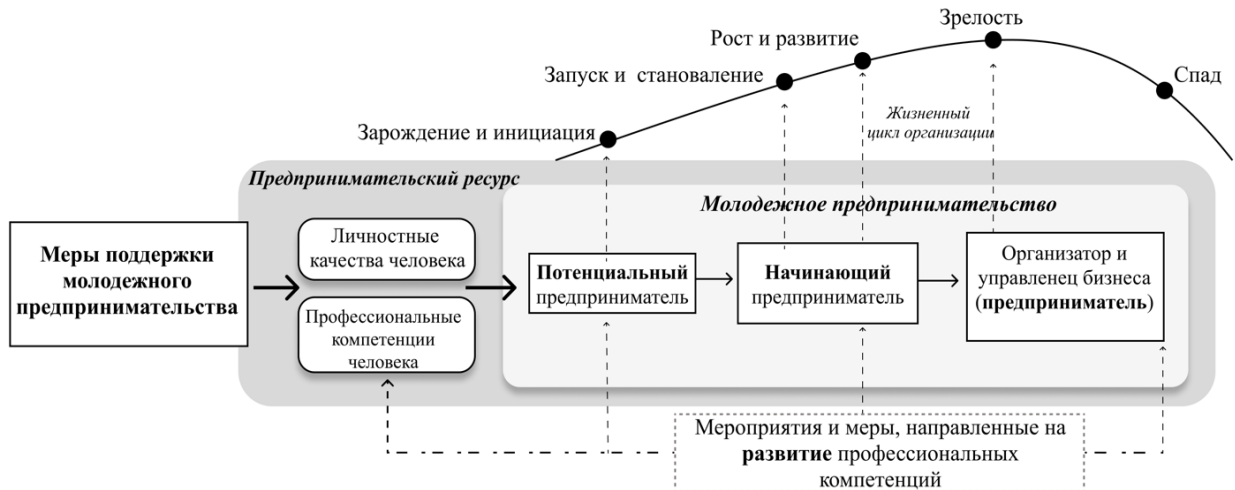 Зрелость
Рост и развитие
Запуск и становаление
Спад
Жизненный
цикл организации
Зарождение и инициация
Предпринимательский ресурс
Молодежное предпринимательство
Меры поддержки
молодежного
предпринимательства
Личностные
качества человека
Профессиональные
компетенции
человека
Потенциальный
предприниматель
Начинающий
предприниматель
Организатор и
управленец бизнеса
(предприниматель)
Мероприятия и меры, направленные на
развитие профессиональных
компетенций